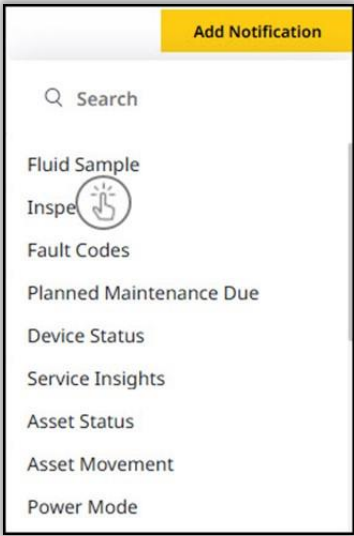 Add Notification
Search
Fluid Sample
Inspe
Fault Codes
Planned Maintenance Due
Device Status
Service Insights
Asset Status
Asset Movement
Power Mode